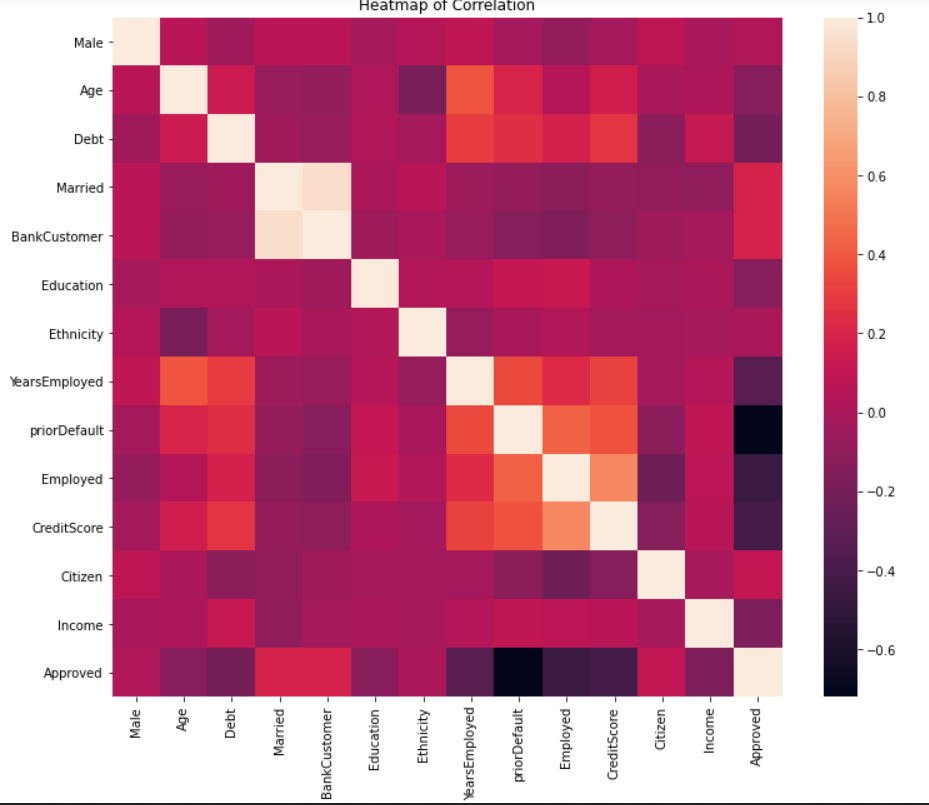 Heatmap of Correlation
Male
Age
Debt
Married
BankCustomer
Education
Ethnicity
YearsEmployed
priorDefault
Employed
CreditScore
Citizen
Income
Approved
Male
Age
Debt
Married
BankCustomer
Education
Ethnicity
YearsEmployed
priorDefault
Employed
CreditScore
Citizen
Income
Approved
1.0
0.8
0.6
0.4
0.2
0.0
−0.2
−0.4
−0.6